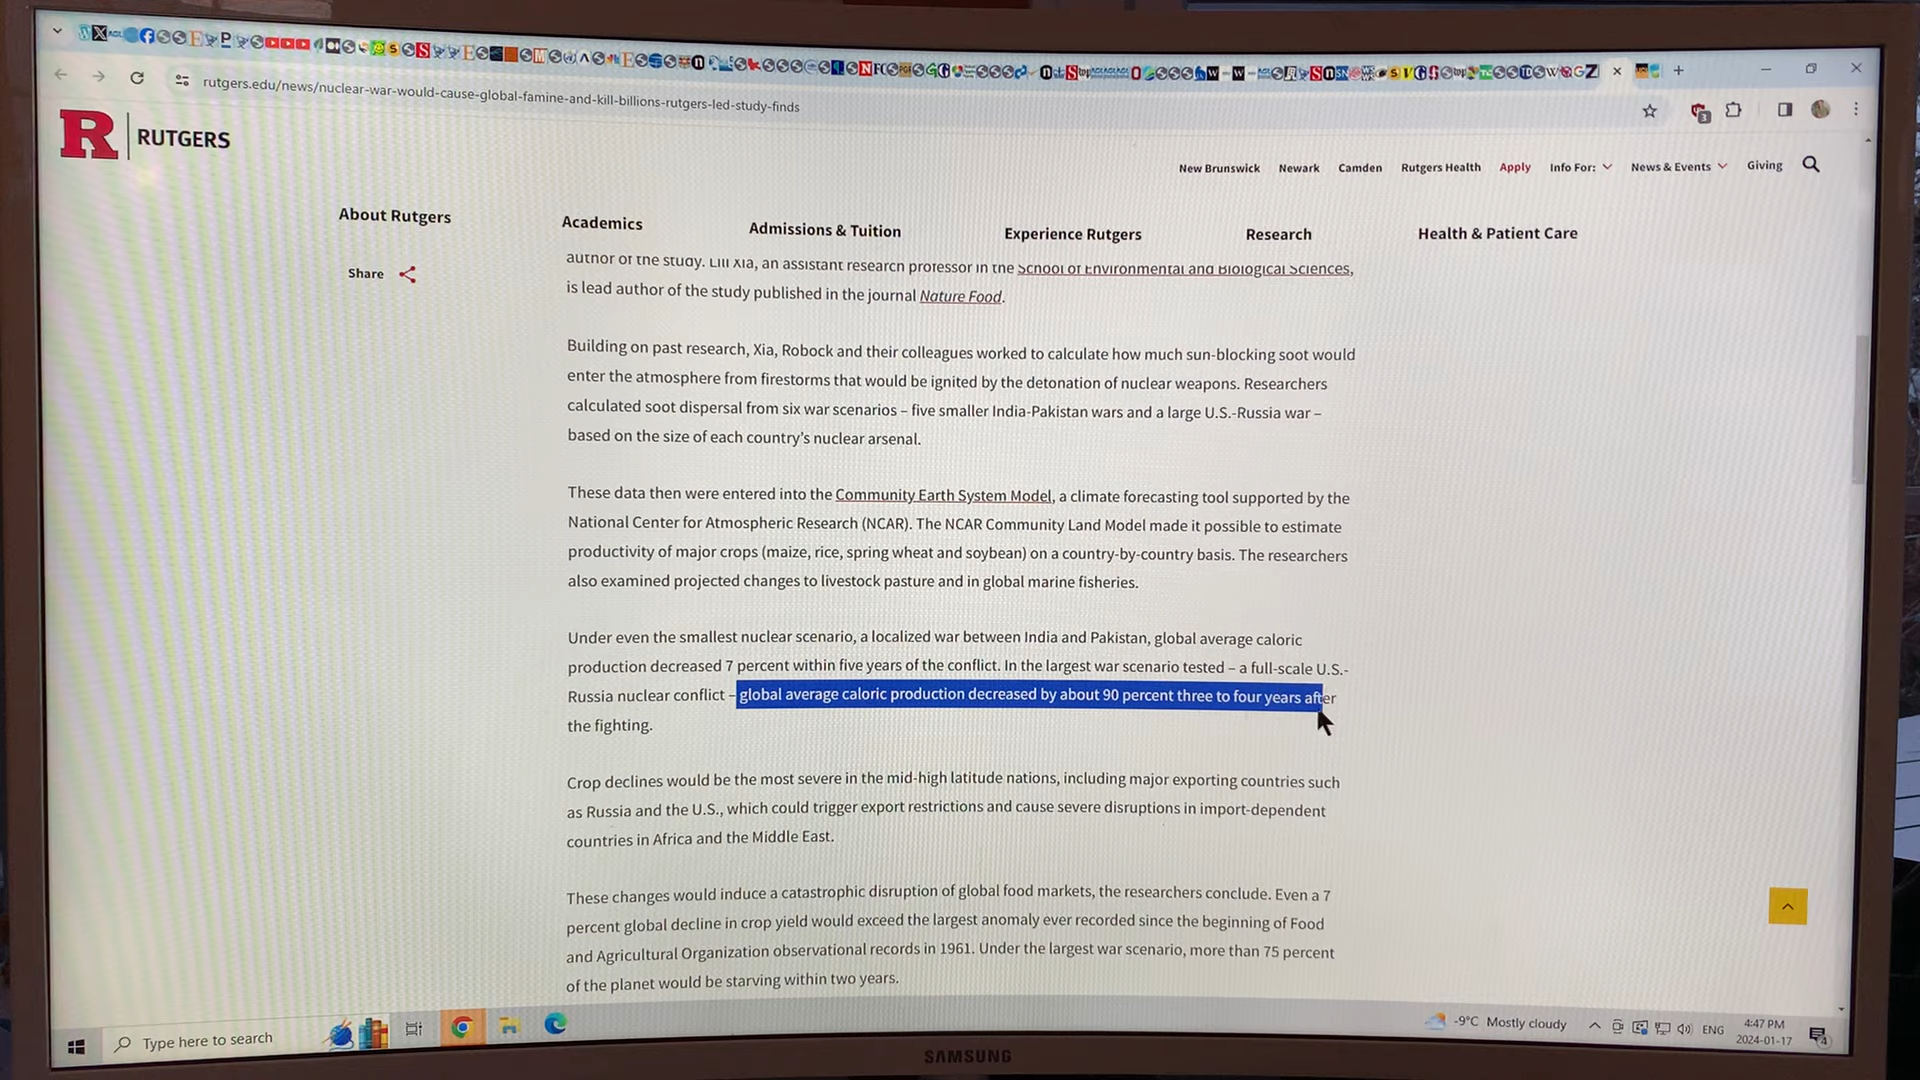 rutgers.edu/news/nuclear-war-would-cause-global-famine-and-kill-billions-rutgers-led-study-finds
R RUTGERS
New Brunswick Newark Camden Rutgers Health Apply Info For: News & Events Giving
About Rutgers Academics Admissions & Tuition Experience Rutgers Research Health & Patient Care
Share
author of the study. Lili Xia, an assistant research professor in the School of Environmental and Biological Sciences,
is lead author of the study published in the journal Nature Food.
Building on past research, Xia, Robock and their colleagues worked to calculate how much sun-blocking soot would
enter the atmosphere from firestorms that would be ignited by the detonation of nuclear weapons. Researchers
calculated soot dispersal from six war scenarios – five smaller India-Pakistan wars and a large U.S.-Russia war –
based on the size of each country’s nuclear arsenal.
These data then were entered into the Community Earth System Model, a climate forecasting tool supported by the
National Center for Atmospheric Research (NCAR). The NCAR Community Land Model made it possible to estimate
productivity of major crops (maize, rice, spring wheat and soybean) on a country-by-country basis. The researchers
also examined projected changes to livestock pasture and in global marine fisheries.
Under even the smallest nuclear scenario, a localized war between India and Pakistan, global average caloric
production decreased 7 percent within five years of the conflict. In the largest war scenario tested – a full-scale U.S.-
Russia nuclear conflict – global average caloric production decreased by about 90 percent three to four years after
the fighting.
Crop declines would be the most severe in the mid-high latitude nations, including major exporting countries such
as Russia and the U.S., which could trigger export restrictions and cause severe disruptions in import-dependent
countries in Africa and the Middle East.
These changes would induce a catastrophic disruption of global food markets, the researchers conclude. Even a 7
percent global decline in crop yield would exceed the largest anomaly ever recorded since the beginning of Food
and Agricultural Organization observational records in 1961. Under the largest war scenario, more than 75 percent
of the planet would be starving within two years.
Type here to search
-9°C Mostly cloudy
ENG
4:47 PM
2024-01-17
4
SAMSUNG